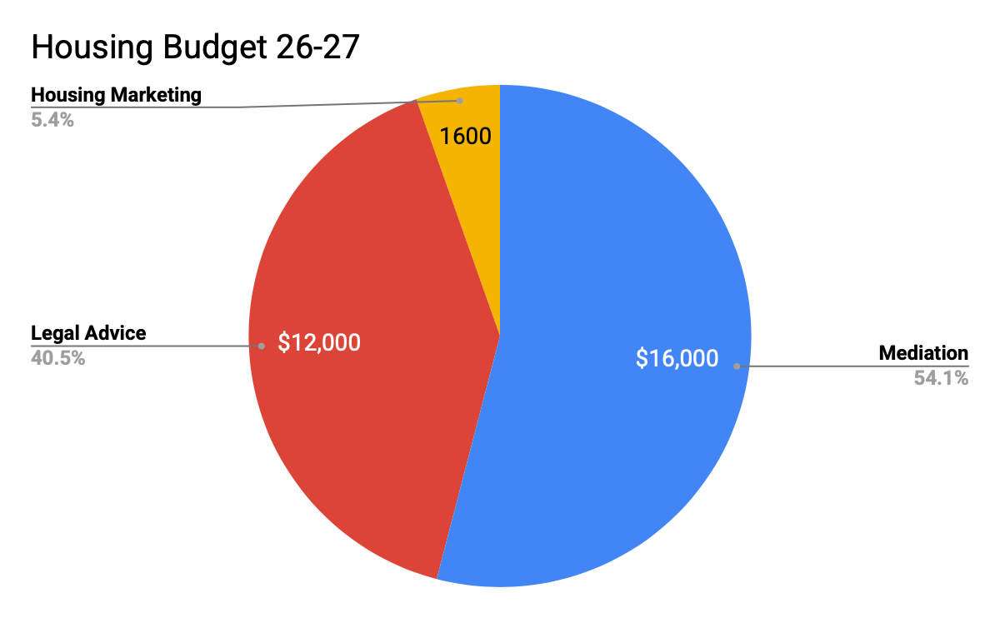 Housing Budget 26-27
Housing Marketing
5.4%
1600
Legal Advice
40.5%
$12,000
$16,000
Mediation
54.1%